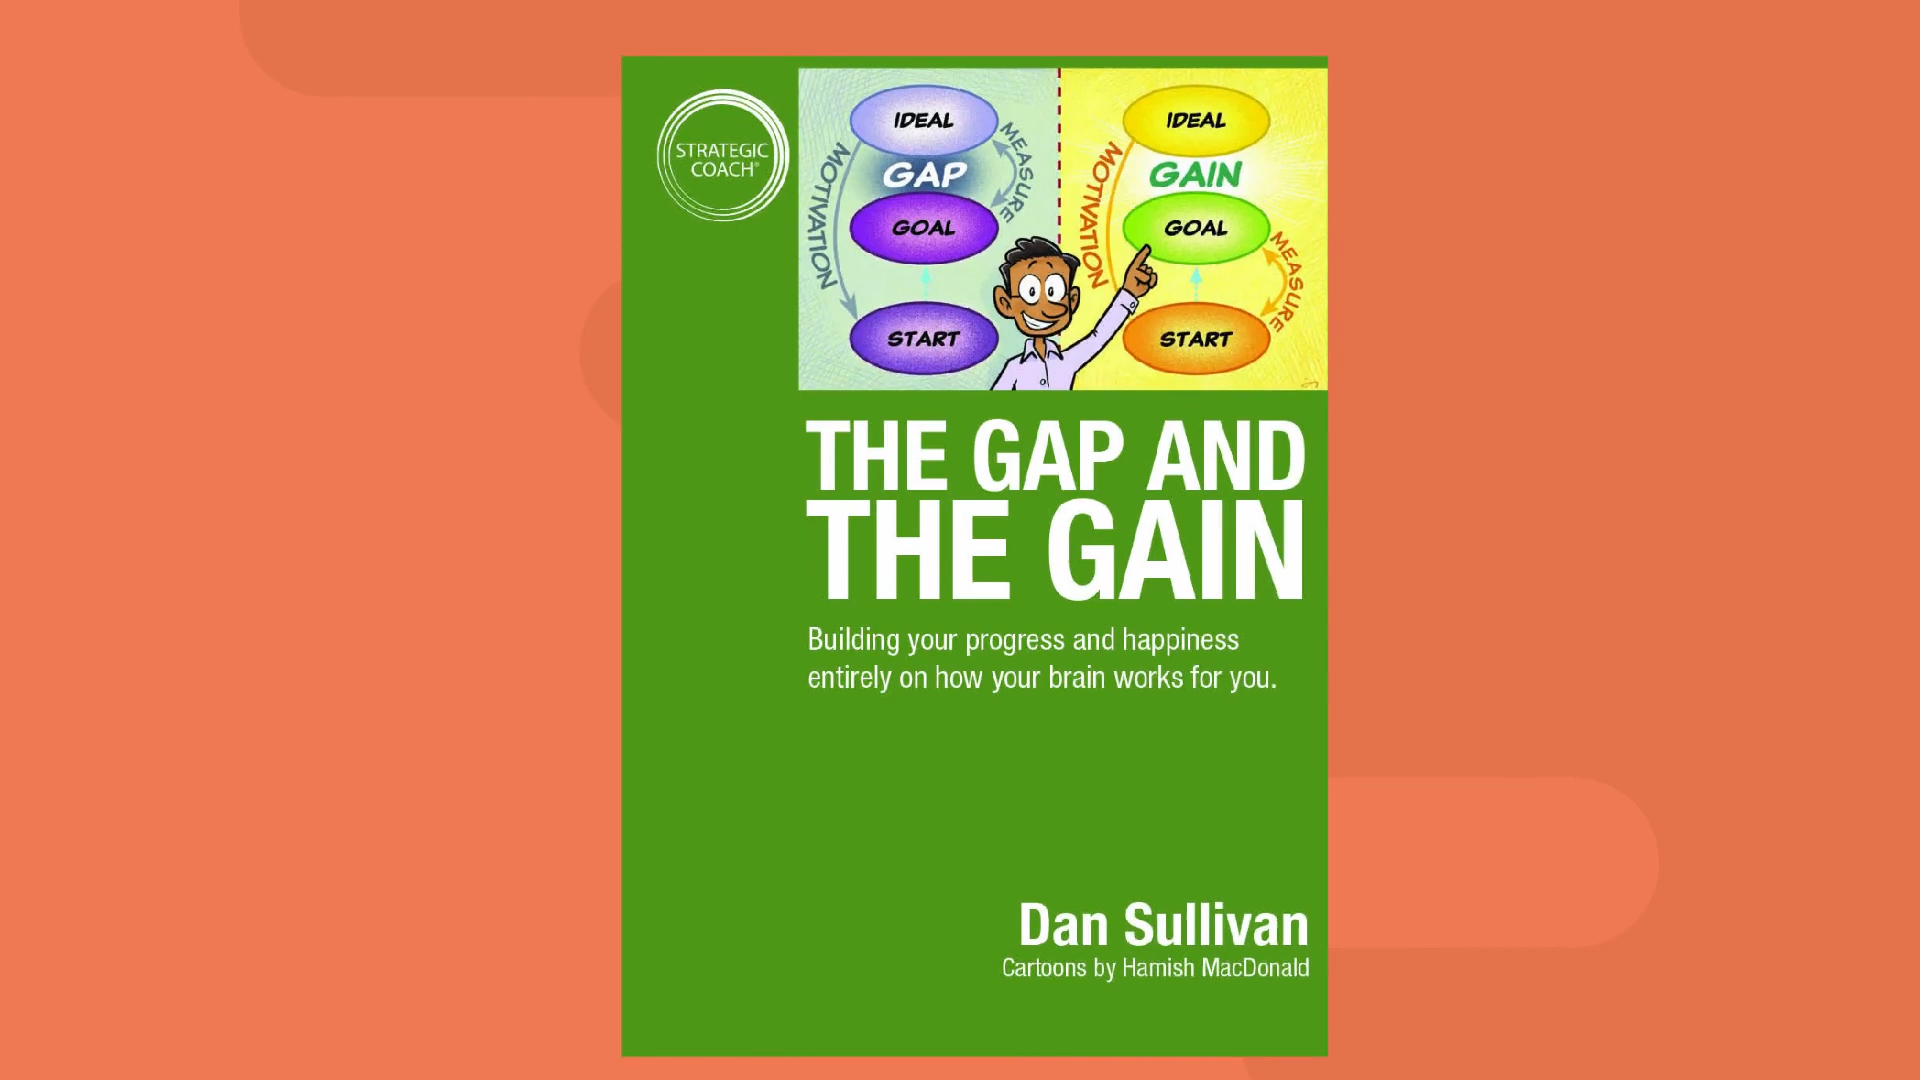 STRATEGIC
COACH®
IDEAL
GAP
GOAL
START
MOTIVATION
MEASURE
IDEAL
GAIN
GOAL
START
MOTIVATION
MEASURE
THE GAP AND
THE GAIN
Building your progress and happiness
entirely on how your brain works for you.
Dan Sullivan
Cartoons by Hamish MacDonald